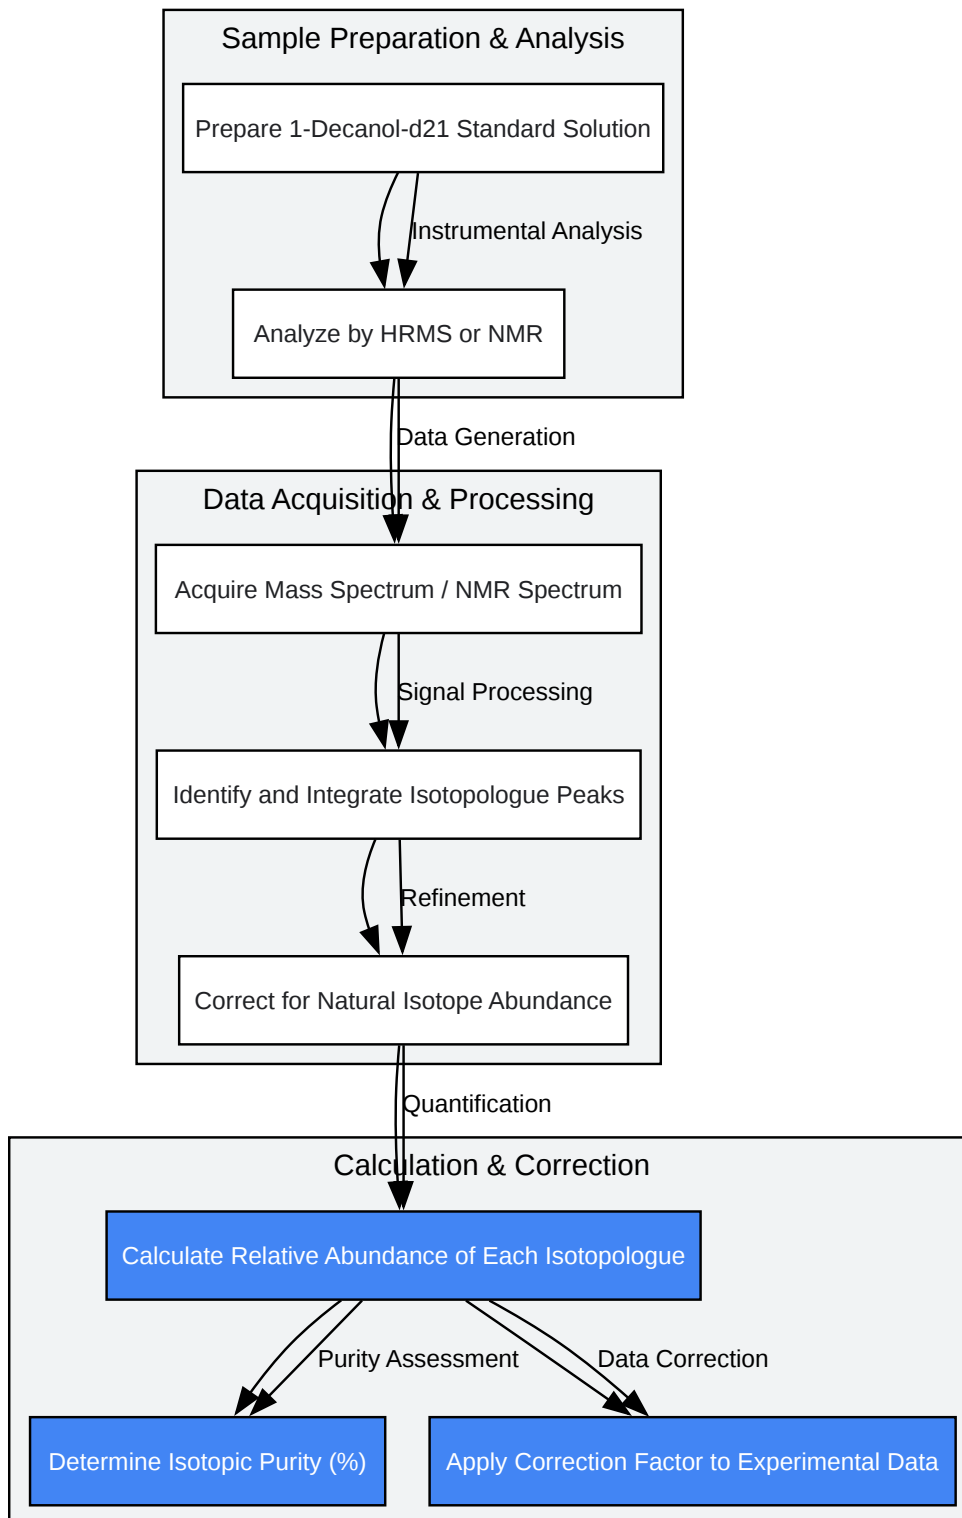 Sample Preparation & Analysis
Prepare 1-Decanol-d21 Standard Solution
Instrumental Analysis
Analyze by HRMS or NMR
Data Generation
Data Acquisition & Processing
Acquire Mass Spectrum / NMR Spectrum
Signal Processing
Identify and Integrate Isotopologue Peaks
Refinement
Correct for Natural Isotope Abundance
Quantification
Calculation & Correction
Calculate Relative Abundance of Each Isotopologue
Purity Assessment
Data Correction
Determine Isotopic Purity (%)
Apply Correction Factor to Experimental Data